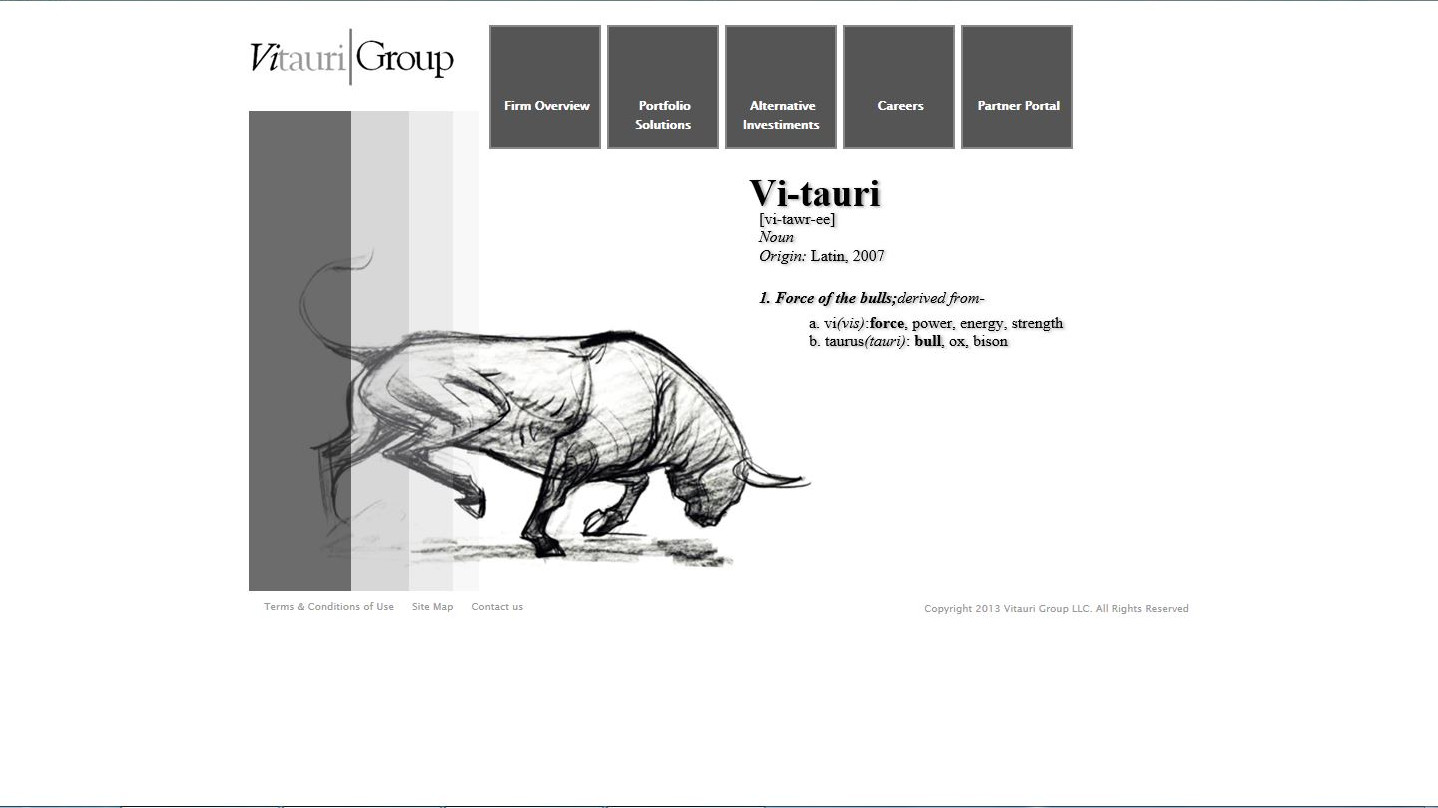 Vitauri Group
Firm Overview
Portfolio
Solutions
Alternative
Investiments
Careers
Partner Portal
Vi-tauri
[vi-tawr-ee]
Noun
Origin: Latin, 2007
1. Force of the bulls;derived from-
a. vi(vis):force, power, energy, strength
b. taurus(tauri): bull, ox, bison
Terms & Conditions of Use Site Map Contact us
Copyright 2013 Vitauri Group LLC. All Rights Reserved